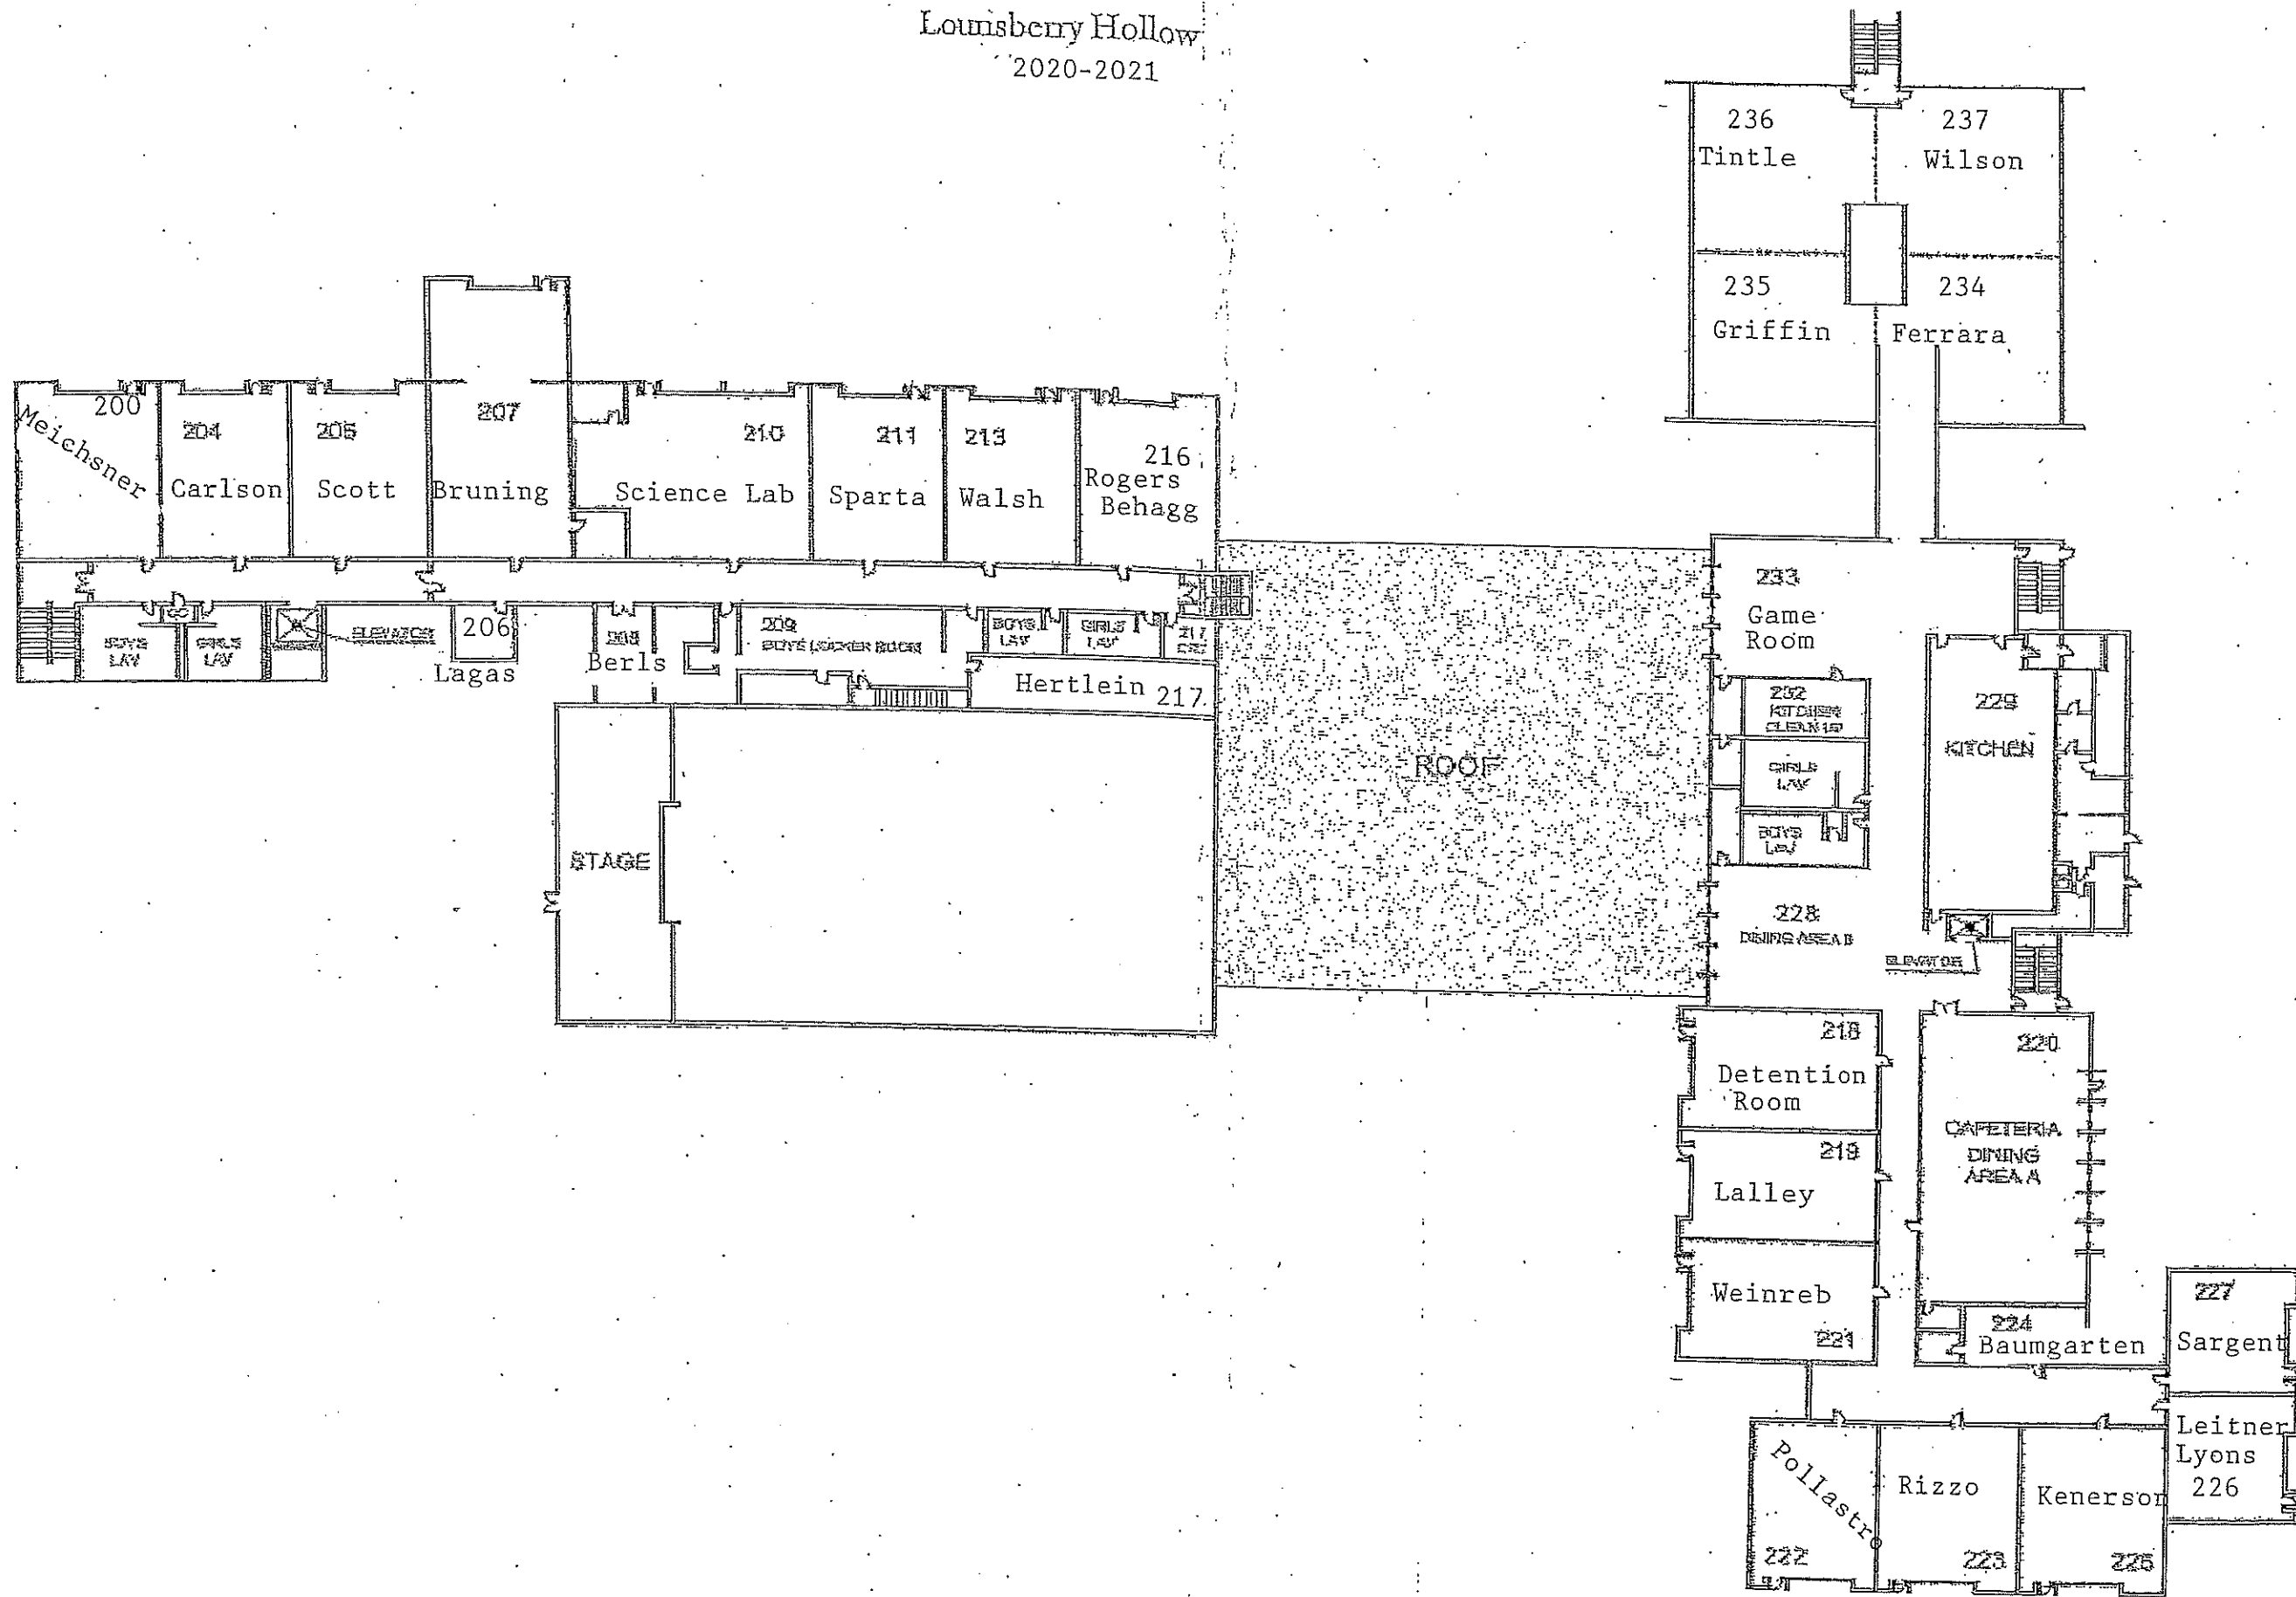 Lounsberry Hollow
2020-2021
236
Tintle
237
Wilson
235
Griffin
234
Ferrara
200
Meichsner
204
Carlson
205
Scott
207
Bruning
210
Science Lab
211
Sparta
213
Walsh
216
Rogers
Behagg
BOYS
LAV
GIRLS
LAV
ELEVATOR
206
Lagas
208
Berls
209
BOYS LOCKER ROOM
BOYS
LAV
GIRLS
LAV
217
Hertlein 217
STAGE
ROOF
233
Game
Room
232
KITCHEN
CLEAN UP
GIRLS
LAV
BOYS
LAV
229
KITCHEN
228
DINING AREA B
ELEVATOR
218
Detention
Room
219
Lalley
Weinreb
221
220
CAFETERIA
DINING
AREA A
224
Baumgarten
227
Sargent
Leitner
Lyons
226
Pollastro
222
Rizzo
223
Kenerson
225